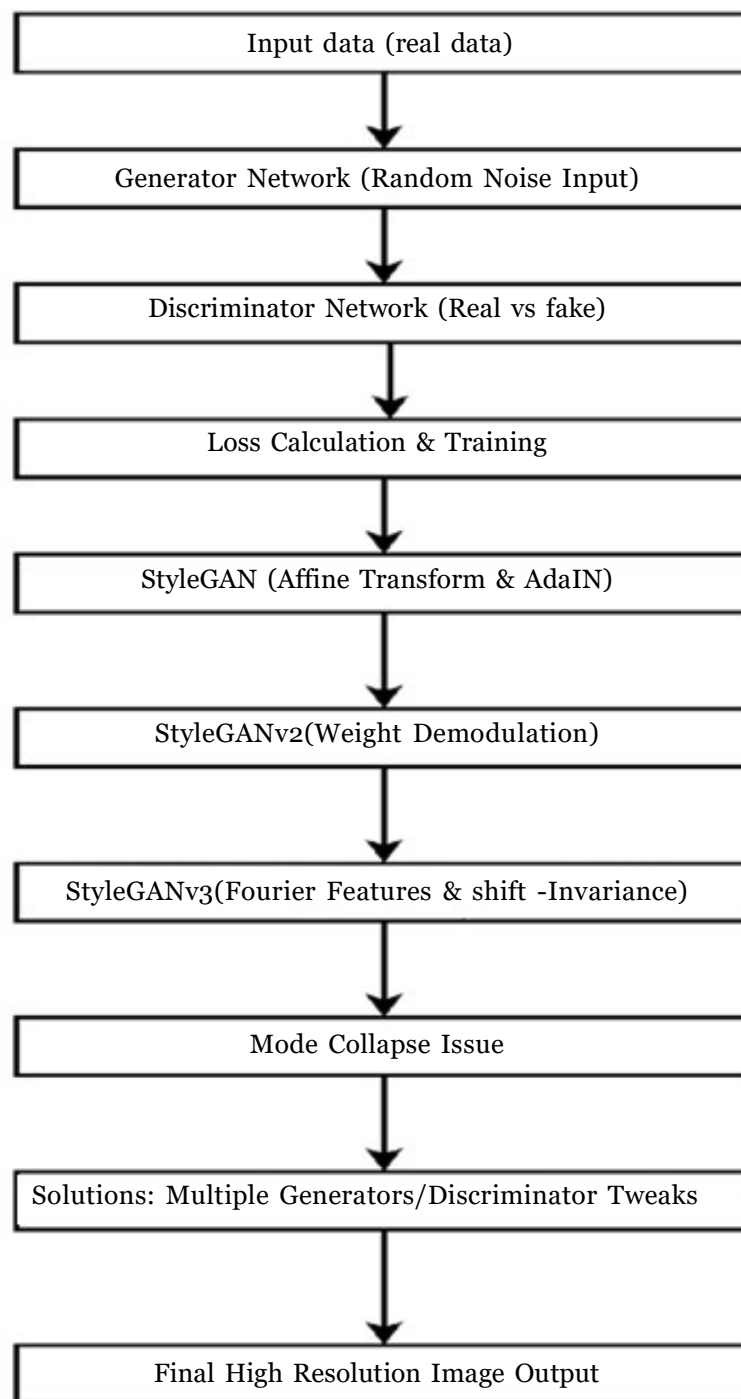 Input data (real data)
Generator Network (Random Noise Input)
Discriminator Network (Real vs fake)
Loss Calculation & Training
StyleGAN (Affine Transform & AdaIN)
StyleGANv2(Weight Demodulation)
StyleGANv3(Fourier Features & shift -Invariance)
Mode Collapse Issue
Solutions: Multiple Generators/Discriminator Tweaks
Final High Resolution Image Output